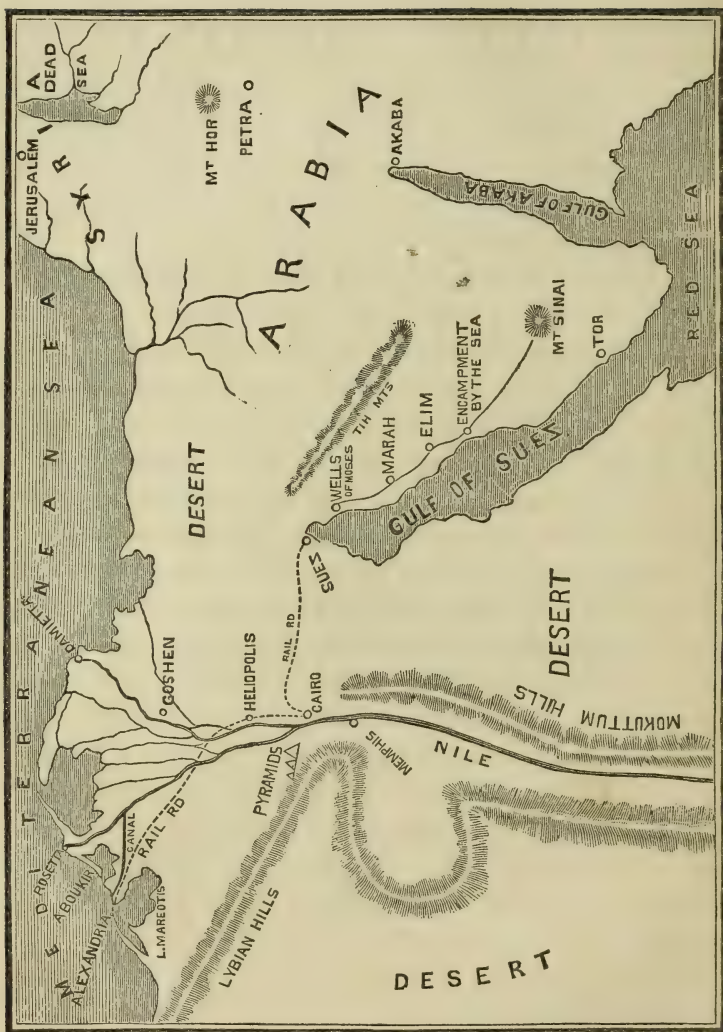 MEDITERRANEAN SEA
ALEXANDRIA
ABOUKIR
ROSETTA
L. MAREOTIS
CANAL
RAIL RD
DAMIETTA
GOSHEN
HELIOPOLIS
CAIRO
RAIL RD
SUEZ
PYRAMIDS
MEMPHIS
NILE
LYBIAN HILLS
MOKUTTUM
HILLS
DESERT
DESERT
DESERT
WELLS
OF MOSES
TIH MTS
MARAH
ELIM
ENCAMPMENT
BY THE SEA
MT SINAI
TOR
GULF OF SUEZ
GULF OF AKABA
RED SEA
AKABA
ARABIA
PETRA
MT HOR
SYRIA
JERUSALEM
DEAD
SEA